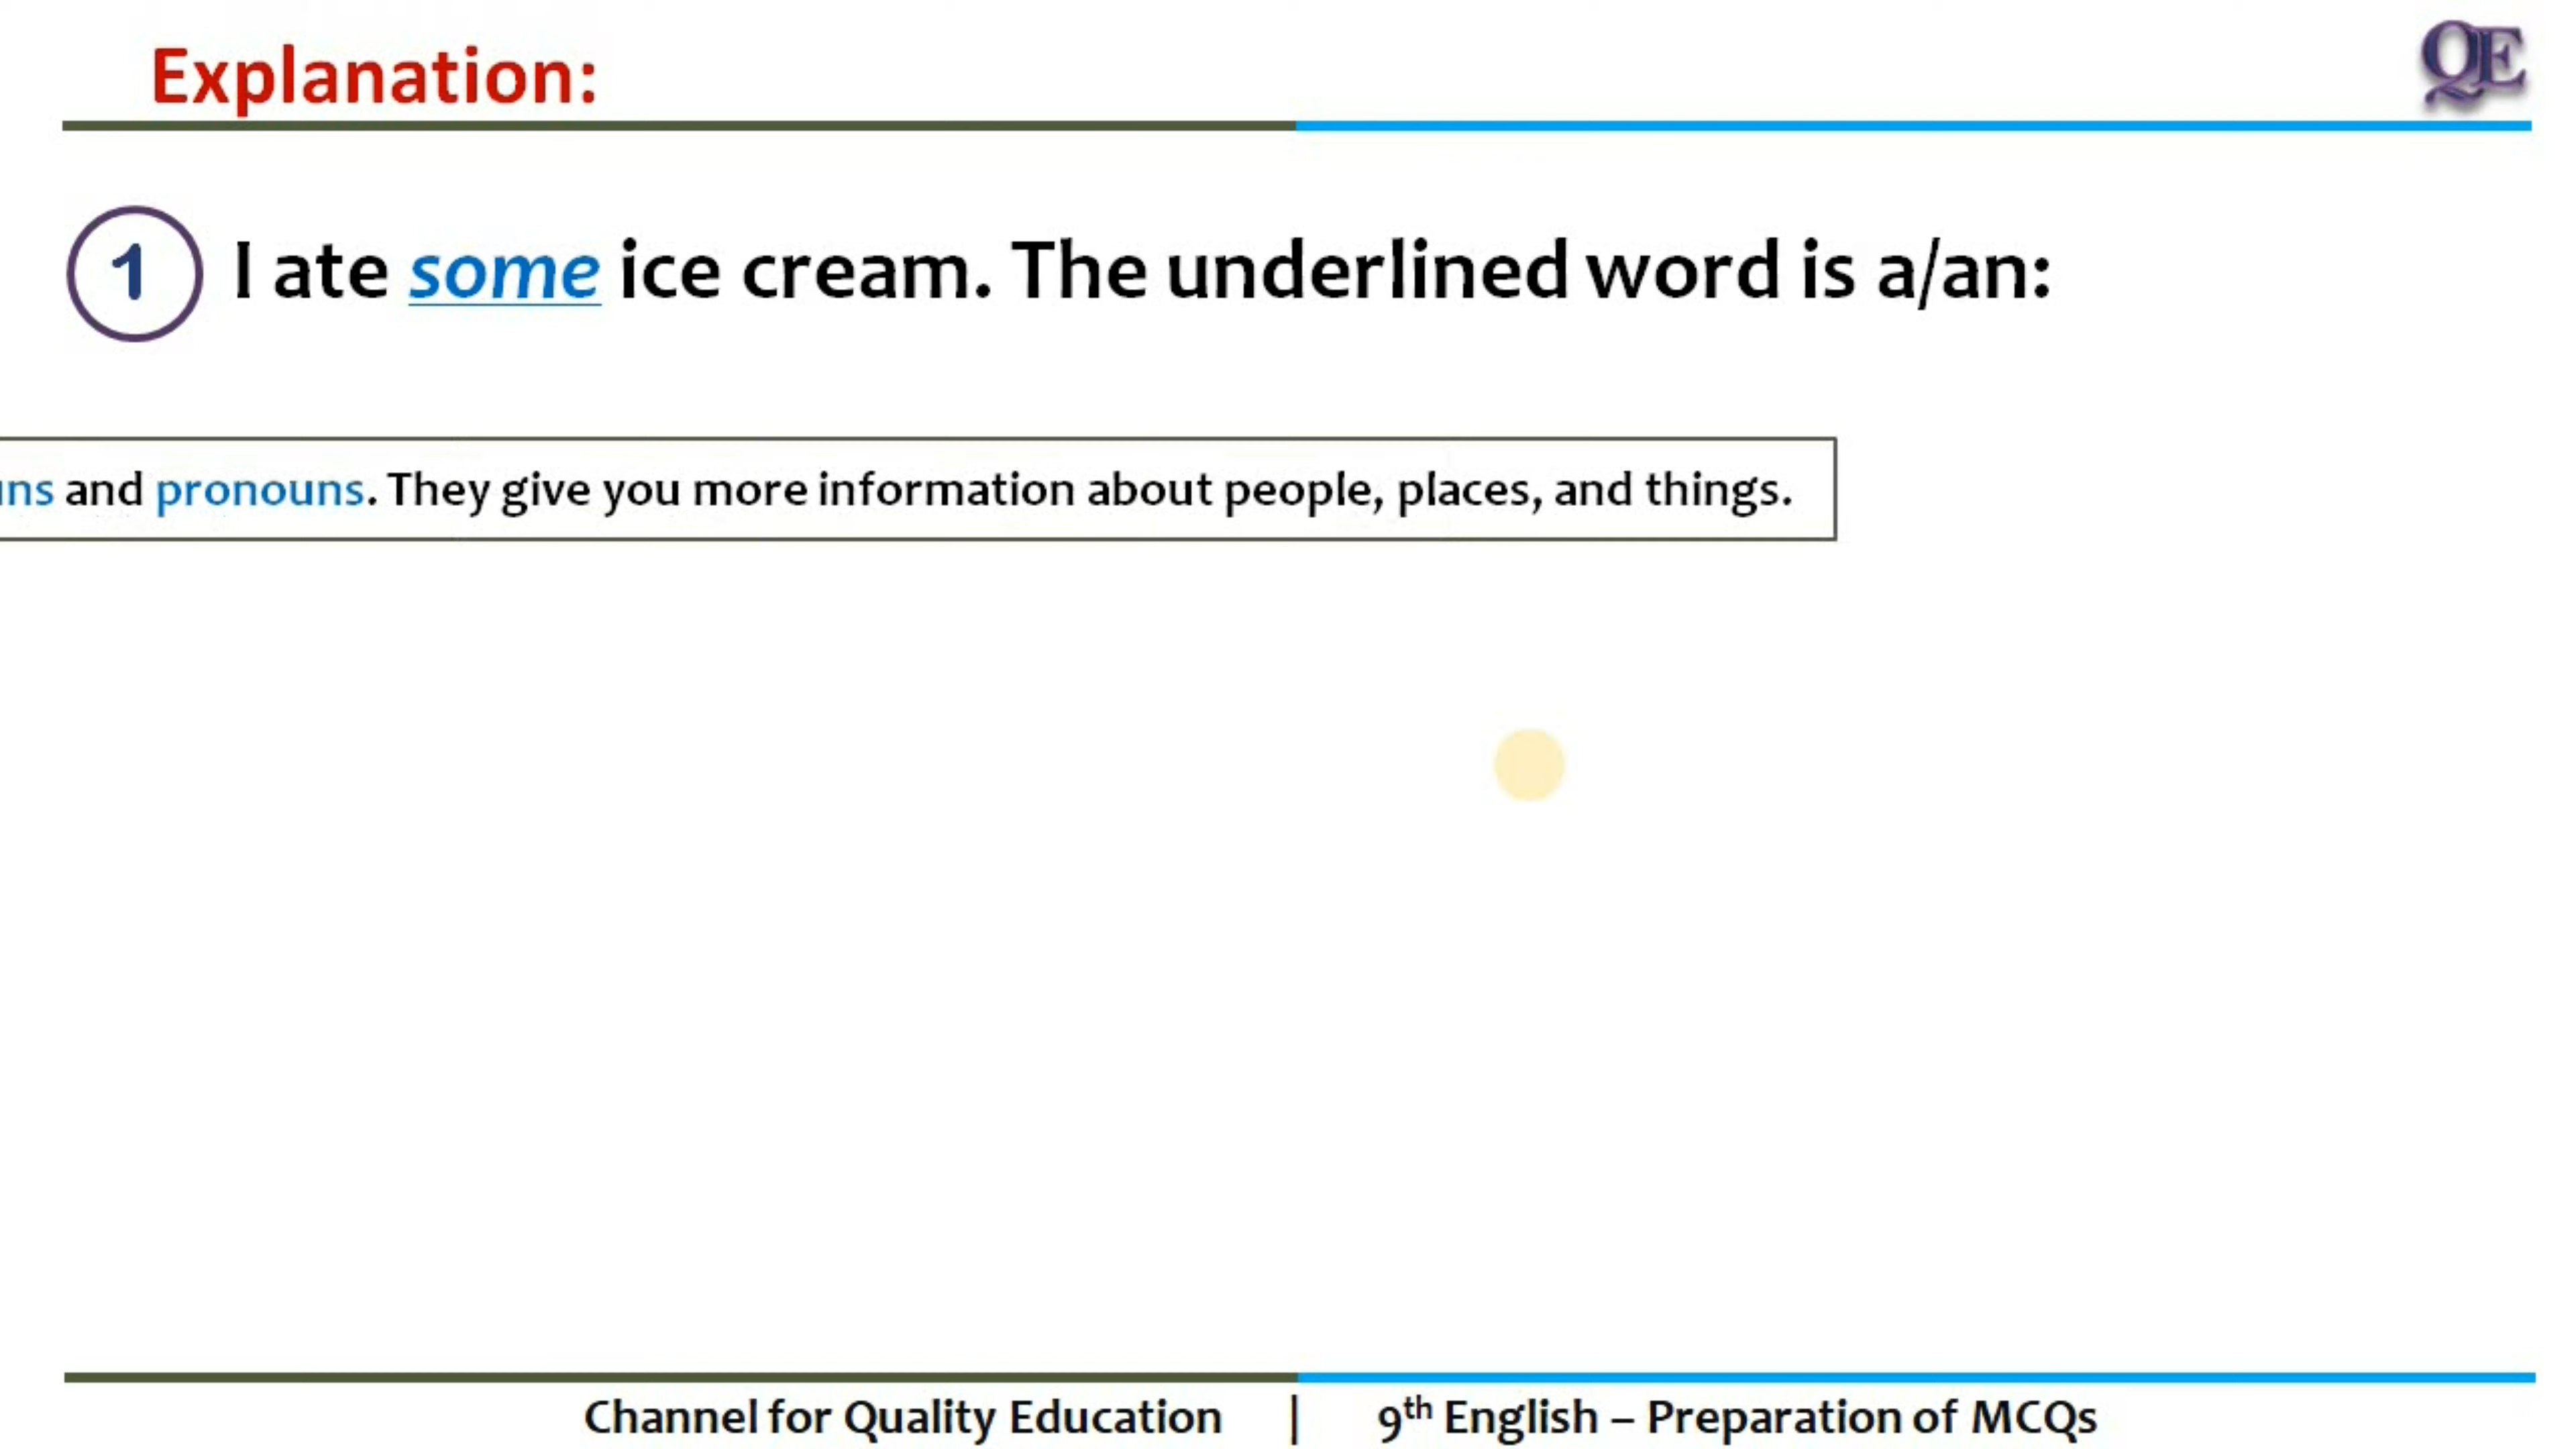 Explanation:
QE
1 I ate some ice cream. The underlined word is a/an:
and pronouns. They give you more information about people, places, and things.
Channel for Quality Education | 9th English – Preparation of MCQs